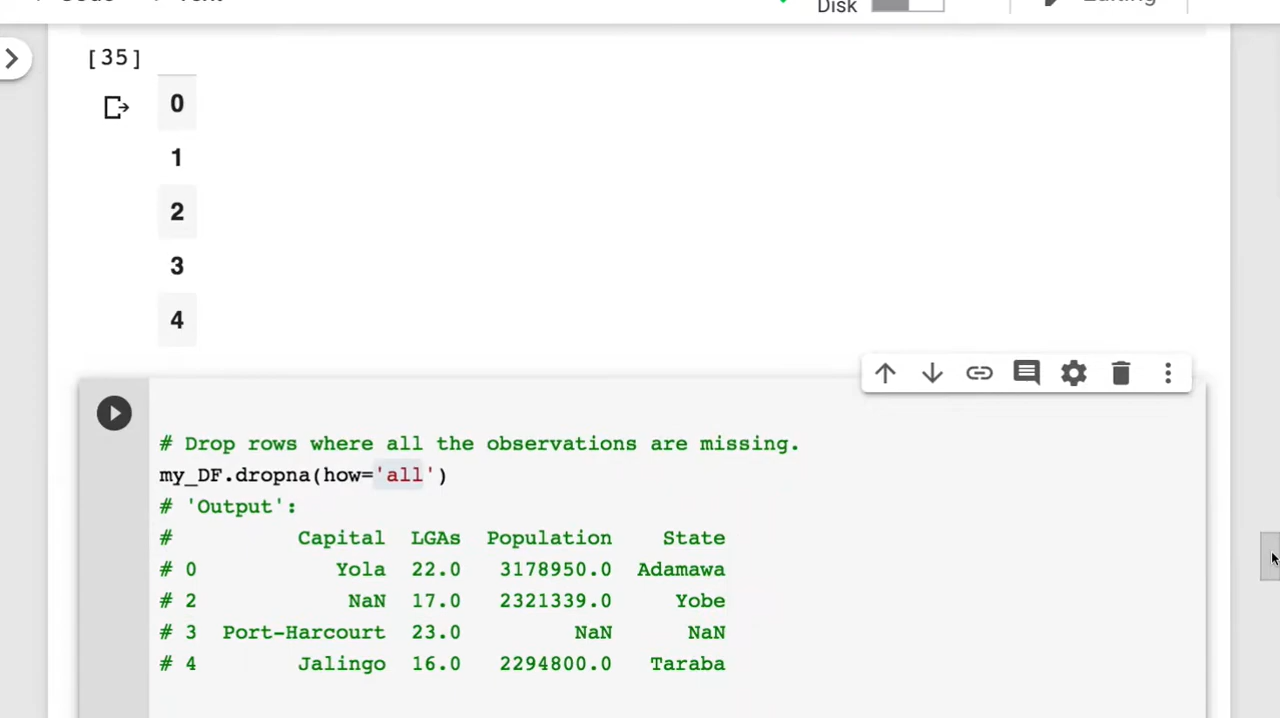 Disk
Editing
[35]
0
1
2
3
4
# Drop rows where all the observations are missing.
my_DF.dropna(how='all')
# 'Output':
#          Capital  LGAs  Population    State
# 0           Yola  22.0   3178950.0  Adamawa
# 2            NaN  17.0   2321339.0     Yobe
# 3  Port-Harcourt  23.0         NaN      NaN
# 4        Jalingo  16.0   2294800.0   Taraba